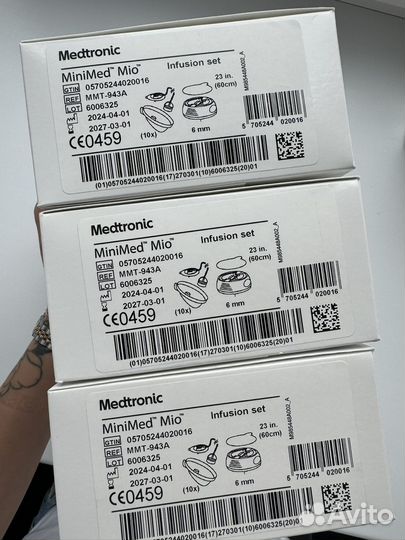 Medtronic
MiniMed™ Mio™ Infusion set
GTIN 05705244020016
REF MMT-943A
LOT 6006325
2024-04-01
2027-03-01
CE0459
(10x)
23 in.
(60cm)
6 mm
M985448A002_A
5 705244 020016
(01)05705244020016(17)270301(10)6006325(20)01
Medtronic
MiniMed™ Mio™ Infusion set
GTIN 05705244020016
REF MMT-943A
LOT 6006325
2024-04-01
2027-03-01
CE0459
(10x)
23 in.
(60cm)
6 mm
M985448A002_A
5 705244 020016
(01)05705244020016(17)270301(10)6006325(20)01
Medtronic
MiniMed™ Mio™ Infusion set
GTIN 05705244020016
REF MMT-943A
LOT 6006325
2024-04-01
2027-03-01
CE0459
(10x)
23 in.
(60cm)
6 mm
M985448A002_A
5 705244 020016
(01)05705244020016(17)270301(10)6006325(20)01
Avito